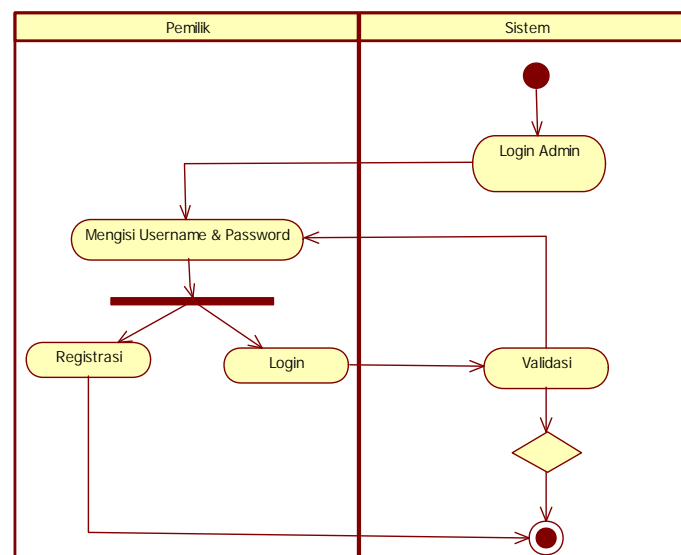 Pemilik
Sistem
Login Admin
Mengisi Username & Password
Registrasi
Login
Validasi